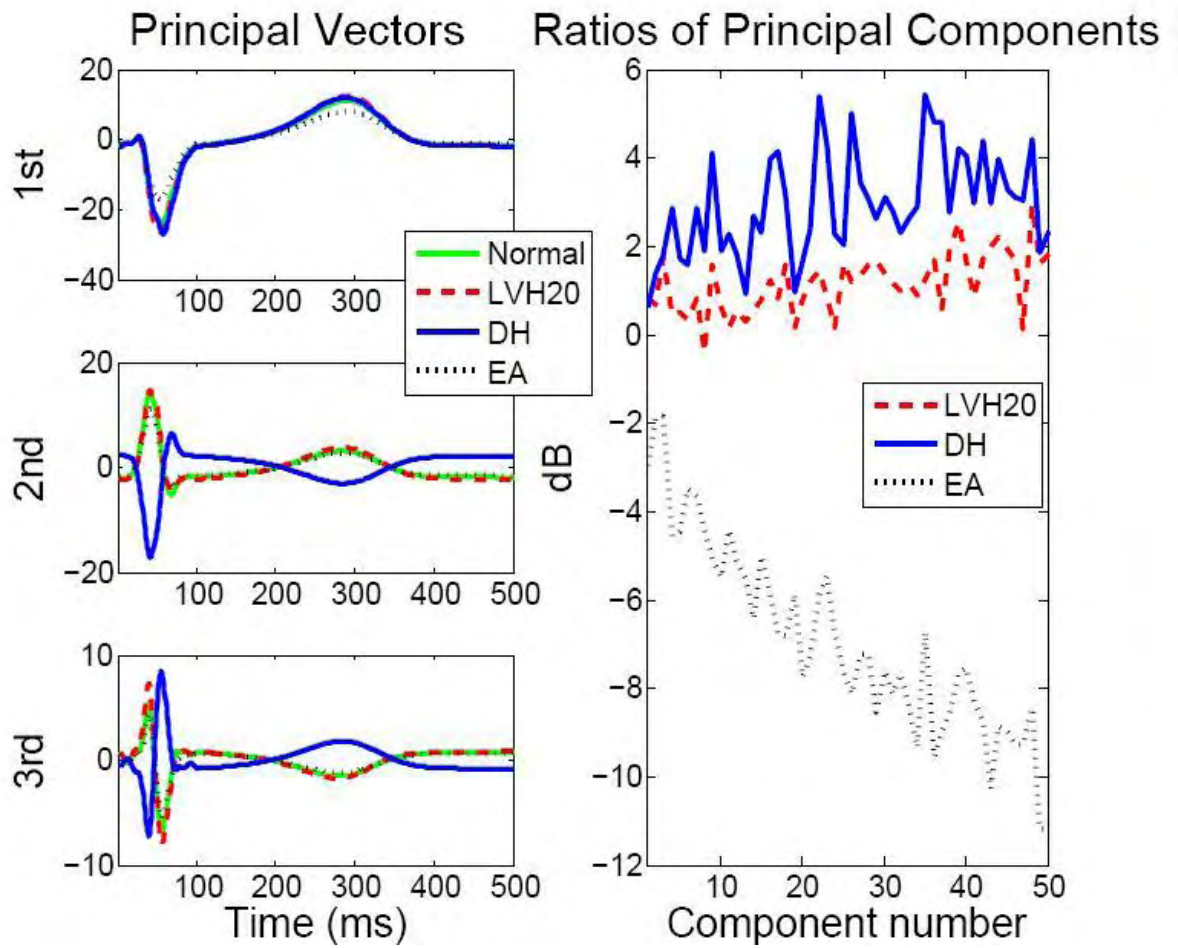 Principal Vectors
Ratios of Principal Components
20
0
−20
−40
1st
100 300
Normal
LVH20
DH
EA
20
0
−20
2nd
100 200 300 400 500
10
0
−10
3rd
100 200 300 400 500
Time (ms)
6
4
2
0
−2
−4
−6
−8
−10
−12
dB
LVH20
DH
EA
10 20 30 40 50
Component number